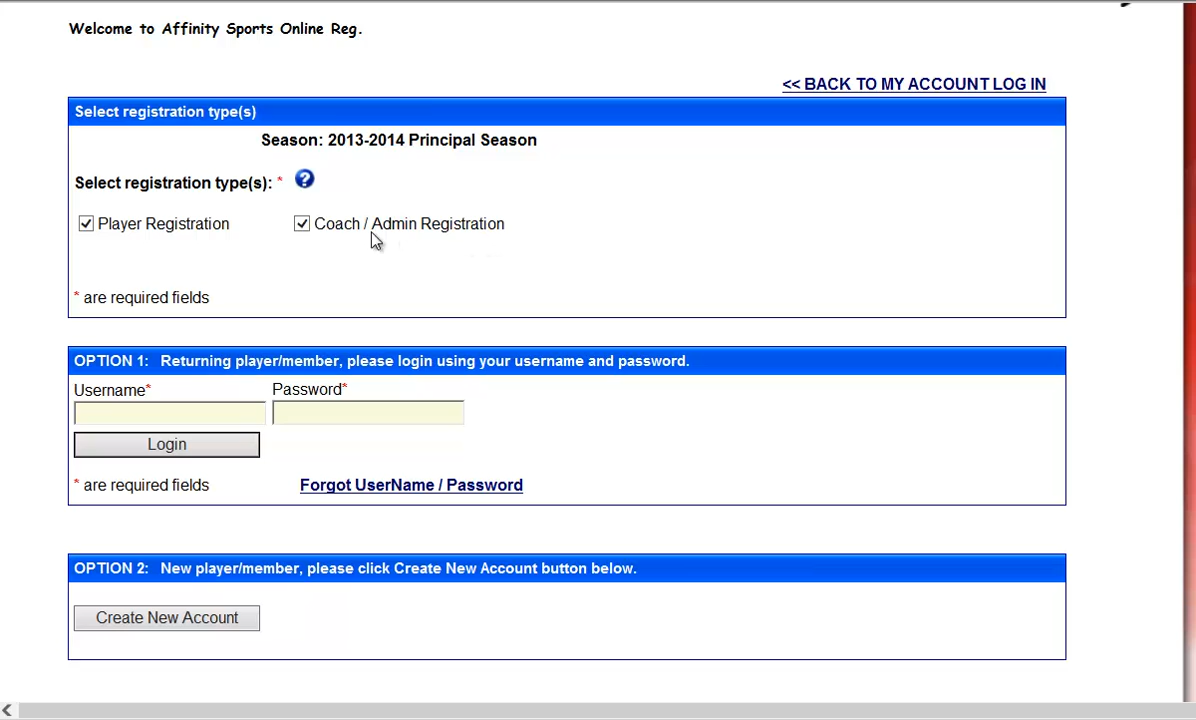 Welcome to Affinity Sports Online Reg.
<< BACK TO MY ACCOUNT LOG IN
Select registration type(s)
Season: 2013-2014 Principal Season
Select registration type(s): * ?
Player Registration Coach / Admin Registration
* are required fields
OPTION 1: Returning player/member, please login using your username and password.
Username* Password*
Login
* are required fields Forgot UserName / Password
OPTION 2: New player/member, please click Create New Account button below.
Create New Account